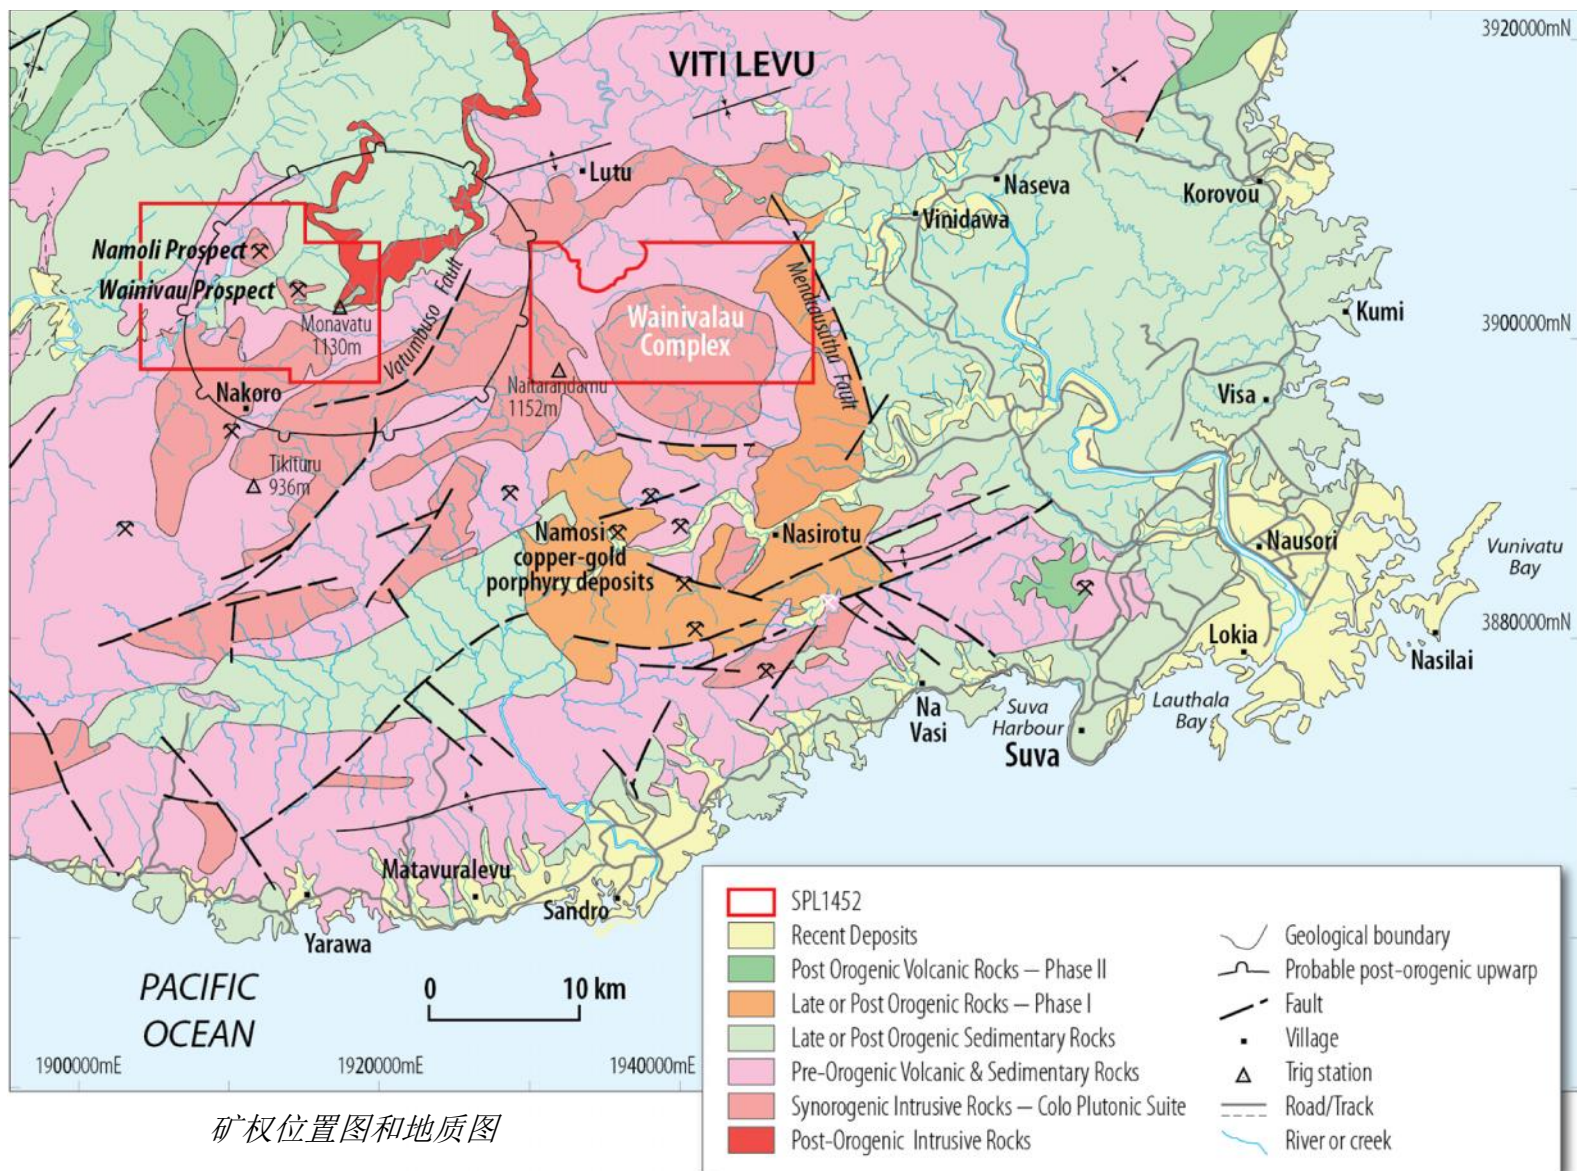 3920000mN
VITI LEVU
Lutu
Naseva
Korovou
Vinidawa
Namoli Prospect
Wainivau Prospect
Monavatu
1130m
Vatumbuso Fault
Mendrausuthu Fault
Wainivalau
Complex
Kumi
3900000mN
Naitarandamu
1152m
Nakoro
Visa
Tikituru
936m
Namosi
copper-gold
porphyry deposits
Nasirotu
Nausori
Vunivatu
Bay
3880000mN
Lokia
Nasilai
Na
Vasi
Suva
Harbour
Lauthala
Bay
Suva
Matavuralevu
Sandro
Yarawa
PACIFIC
OCEAN
0 10 km
1900000mE
1920000mE
1940000mE
SPL1452
Recent Deposits
Post Orogenic Volcanic Rocks – Phase II
Late or Post Orogenic Rocks – Phase I
Late or Post Orogenic Sedimentary Rocks
Pre-Orogenic Volcanic & Sedimentary Rocks
Synorogenic Intrusive Rocks – Colo Plutonic Suite
Post-Orogenic Intrusive Rocks
Geological boundary
Probable post-orogenic upwarp
Fault
Village
Trig station
Road/Track
River or creek
矿权位置图和地质图